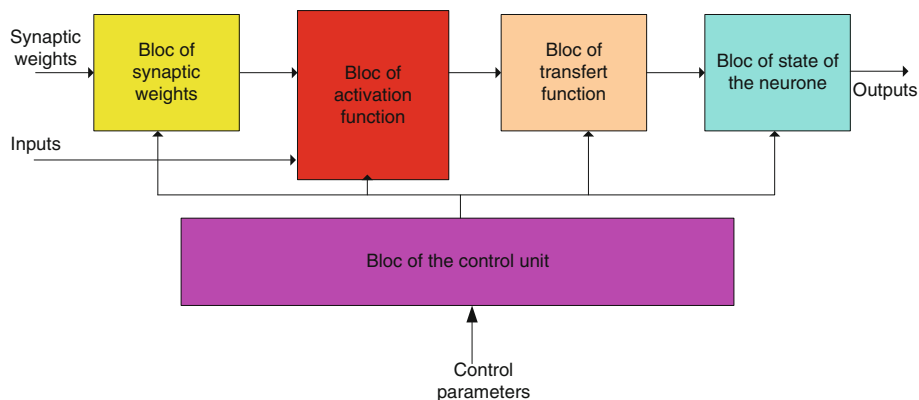 Synaptic
weights
Bloc of
synaptic
weights
Bloc of
activation
function
Bloc of
transfert
function
Bloc of state of
the neurone
Outputs
Inputs
Bloc of the control unit
Control
parameters